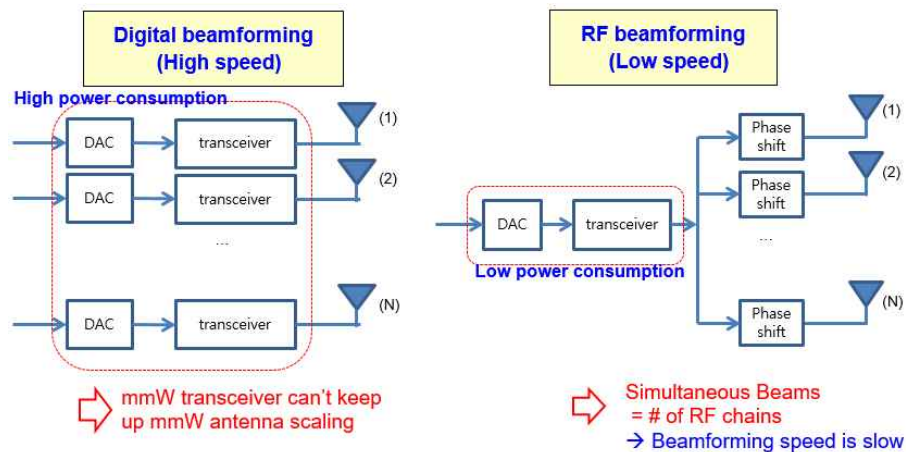 Digital beamforming
(High speed)
High power consumption
DAC
transceiver
(1)
DAC
transceiver
(2)
...
DAC
transceiver
(N)
mmW transceiver can't keep
up mmW antenna scaling
RF beamforming
(Low speed)
DAC
transceiver
Low power consumption
Phase
shift
(1)
Phase
shift
(2)
...
Phase
shift
(N)
Simultaneous Beams
= # of RF chains
→ Beamforming speed is slow